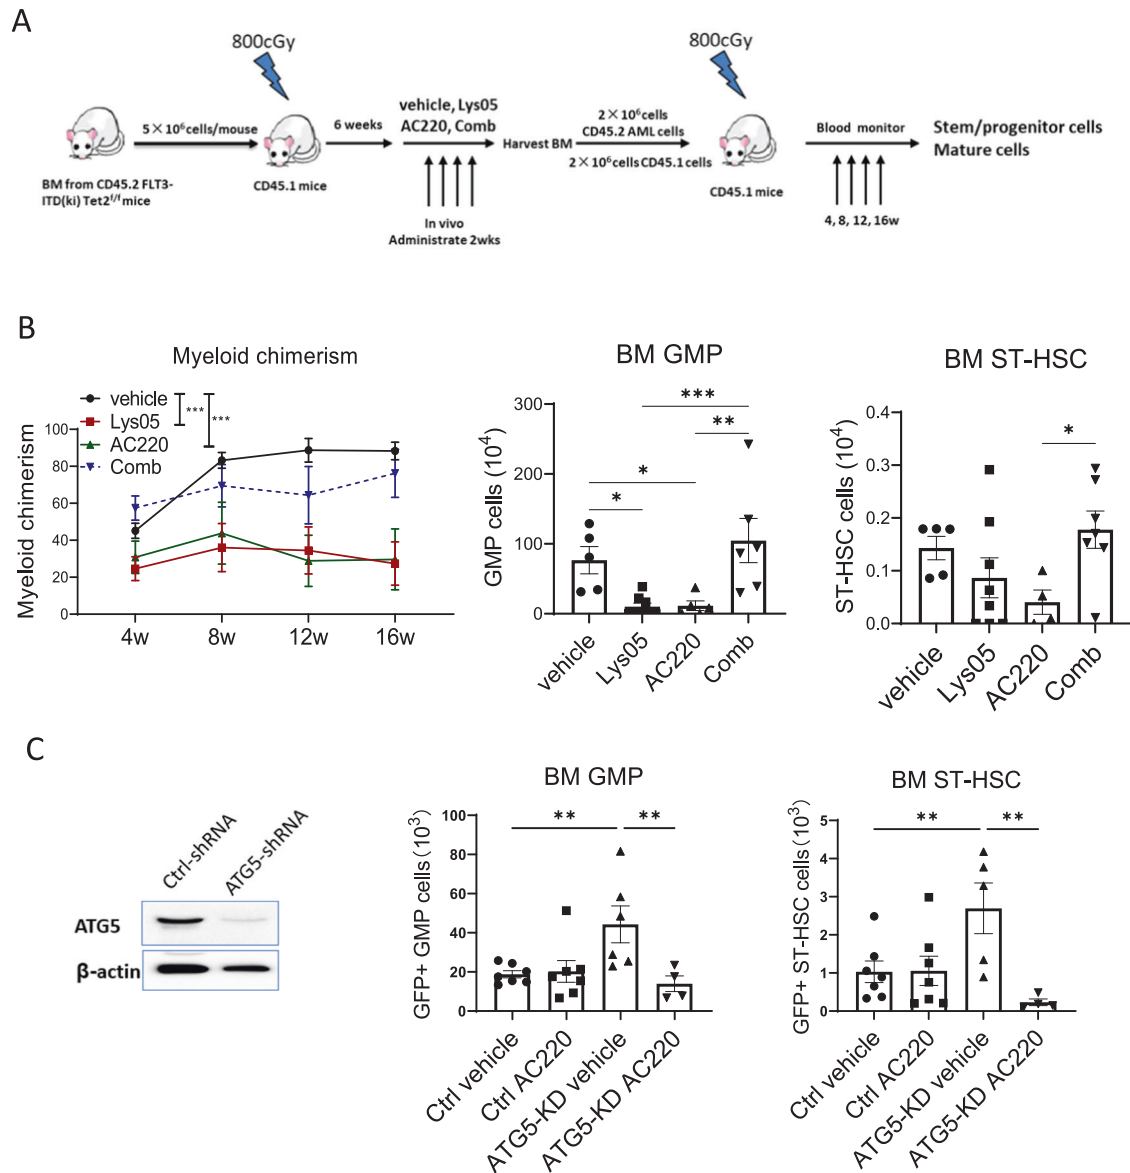 A
800cGy
800cGy
5×10⁶cells/mouse
6 weeks
vehicle, Lys05
AC220, Comb
Harvest BM
2×10⁶cells
CD45.2 AML cells
2×10⁶cells CD45.1 cells
Blood monitor
Stem/progenitor cells
Mature cells
BM from CD45.2 FLT3-
ITD(ki) Tet2f/f mice
CD45.1 mice
In vivo
Administrate 2wks
CD45.1 mice
4, 8, 12, 16w
B
Myeloid chimerism
vehicle
Lys05
AC220
Comb
***
***
Myeloid chimerism
100
80
60
40
20
0
4w
8w
12w
16w
BM GMP
***
**
*
*
GMP cells (10⁴)
300
200
100
0
vehicle
Lys05
AC220
Comb
BM ST-HSC
*
ST-HSC cells (10⁴)
0.4
0.3
0.2
0.1
0.0
vehicle
Lys05
AC220
Comb
C
Ctrl-shRNA
ATG5-shRNA
ATG5
β-actin
BM GMP
**
**
GFP+ GMP cells (10³)
100
80
60
40
20
0
Ctrl vehicle
Ctrl AC220
ATG5-KD vehicle
ATG5-KD AC220
BM ST-HSC
**
**
GFP+ ST-HSC cells (10³)
5
4
3
2
1
0
Ctrl vehicle
Ctrl AC220
ATG5-KD vehicle
ATG5-KD AC220